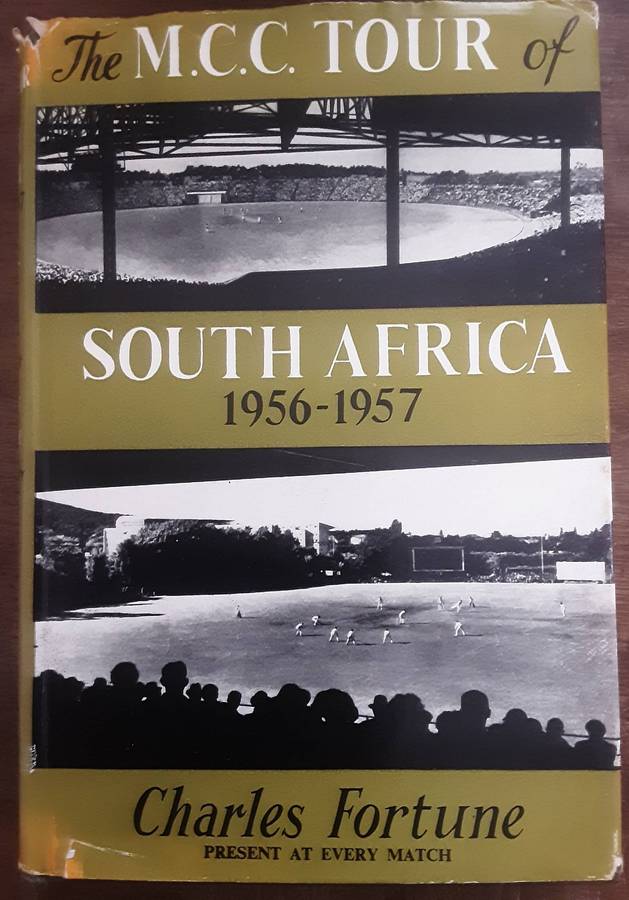 The M.C.C. TOUR of
SOUTH AFRICA
1956-1957
Charles Fortune
PRESENT AT EVERY MATCH